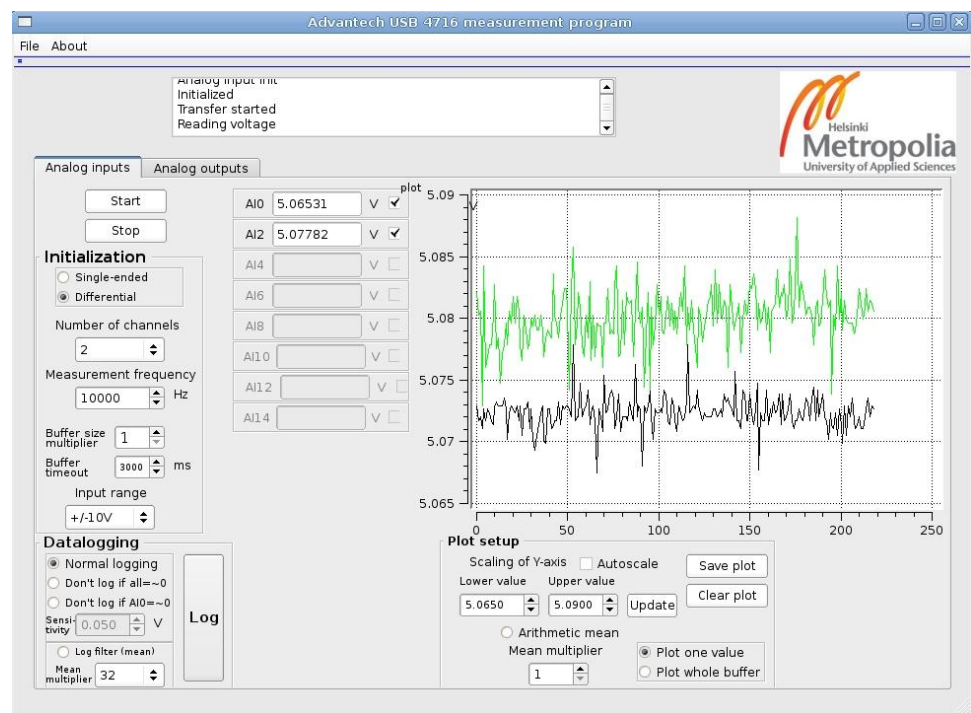 Advantech USB 4716 measurement program
File About
Analog input init
Initialized
Transfer started
Reading voltage
Helsinki
Metropolia
University of Applied Sciences
Analog inputs Analog outputs
Start
Stop
Initialization
Single-ended
Differential
Number of channels
2
Measurement frequency
10000 Hz
Buffer size multiplier 1
Buffer timeout 3000 ms
Input range
+/-10V
plot
AI0 5.06531 V
AI2 5.07782 V
AI4 V
AI6 V
AI8 V
AI10 V
AI12 V
AI14 V
5.09
5.085
5.08
5.075
5.07
5.065
0 50 100 150 200 250
Datalogging
Normal logging
Don't log if all=~0
Don't log if AI0=~0
Sensi-
tivity 0.050 V
Log filter (mean)
Mean
multiplier 32
Log
Plot setup
Scaling of Y-axis Autoscale
Lower value Upper value
5.0650 5.0900 Update
Save plot
Clear plot
Arithmetic mean
Mean multiplier
1
Plot one value
Plot whole buffer